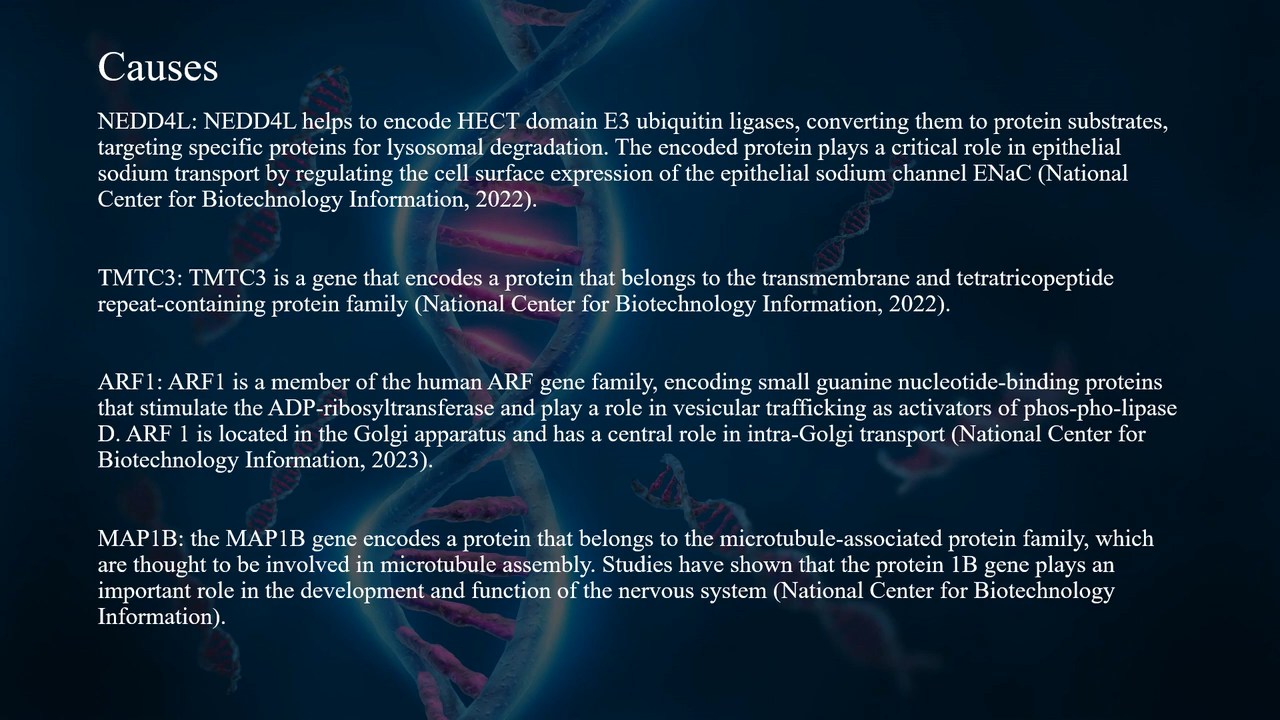 Causes
NEDD4L: NEDD4L helps to encode HECT domain E3 ubiquitin ligases, converting them to protein substrates,
targeting specific proteins for lysosomal degradation. The encoded protein plays a critical role in epithelial
sodium transport by regulating the cell surface expression of the epithelial sodium channel ENaC (National
Center for Biotechnology Information, 2022).
TMTC3: TMTC3 is a gene that encodes a protein that belongs to the transmembrane and tetratricopeptide
repeat-containing protein family (National Center for Biotechnology Information, 2022).
ARF1: ARF1 is a member of the human ARF gene family, encoding small guanine nucleotide-binding proteins
that stimulate the ADP-ribosyltransferase and play a role in vesicular trafficking as activators of phos-pho-lipase
D. ARF 1 is located in the Golgi apparatus and has a central role in intra-Golgi transport (National Center for
Biotechnology Information, 2023).
MAP1B: the MAP1B gene encodes a protein that belongs to the microtubule-associated protein family, which
are thought to be involved in microtubule assembly. Studies have shown that the protein 1B gene plays an
important role in the development and function of the nervous system (National Center for Biotechnology
Information).